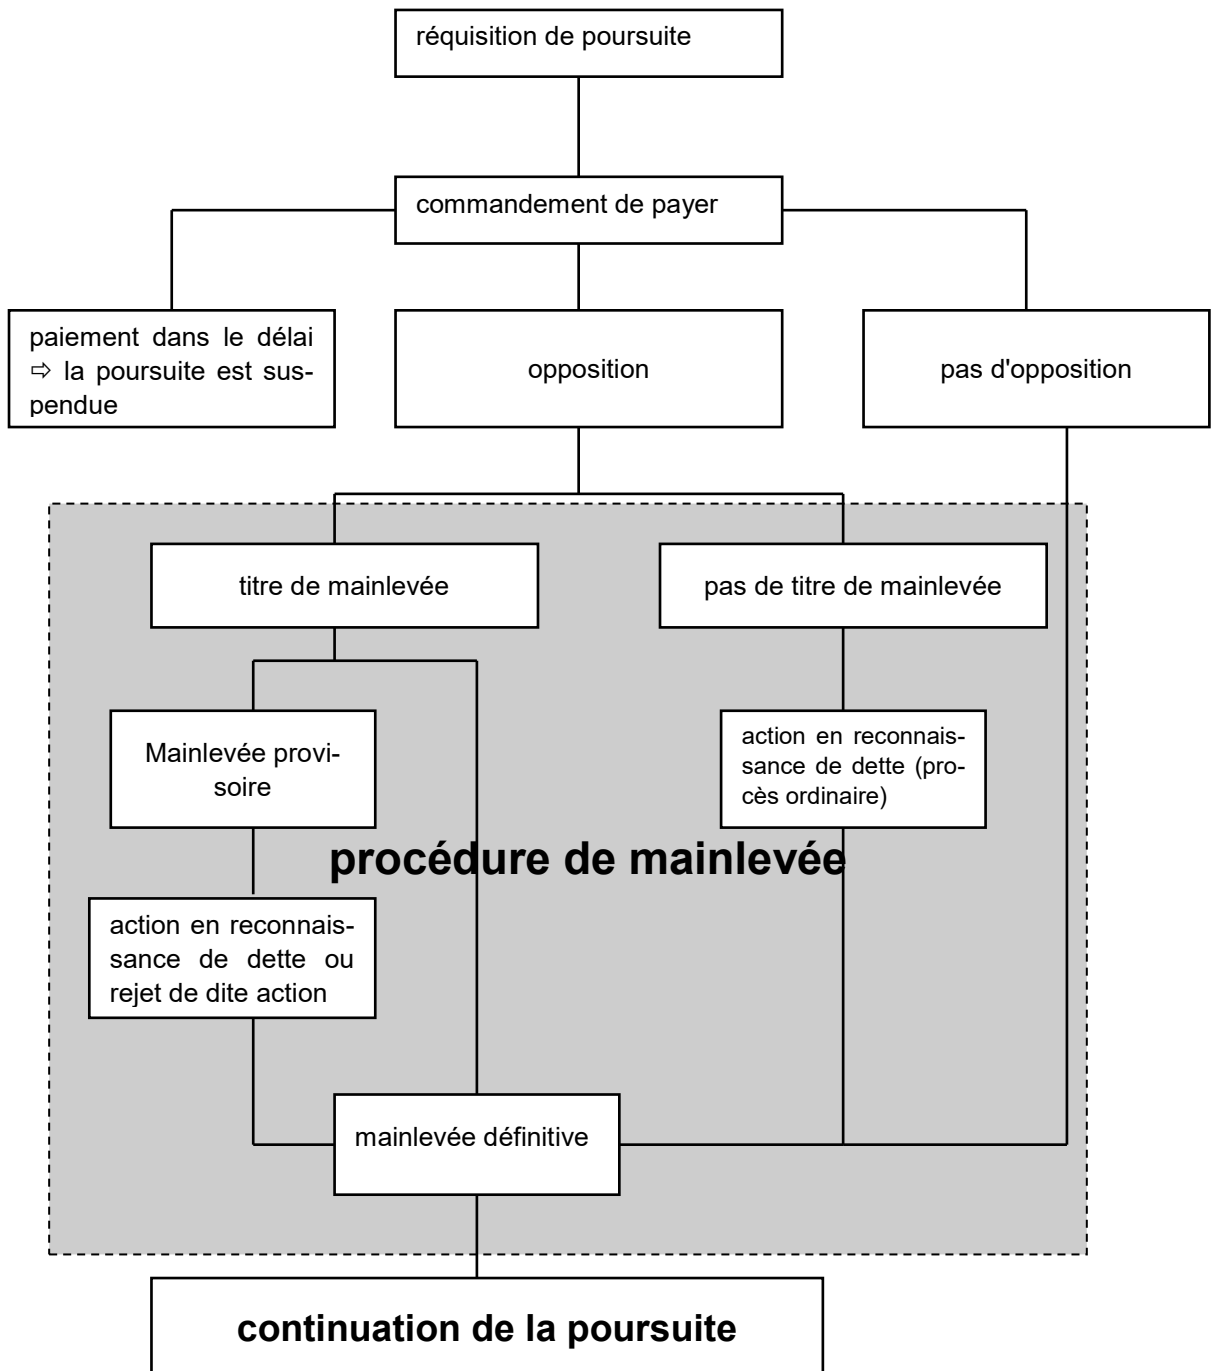 réquisition de poursuite
commandement de payer
paiement dans le délai
⇨ la poursuite est sus-
pendue
opposition
pas d'opposition
titre de mainlevée
pas de titre de mainlevée
Mainlevée provi-
soire
action en reconnais-
sance de dette (pro-
cès ordinaire)
procédure de mainlevée
action en reconnais-
sance de dette ou
rejet de dite action
mainlevée définitive
continuation de la poursuite